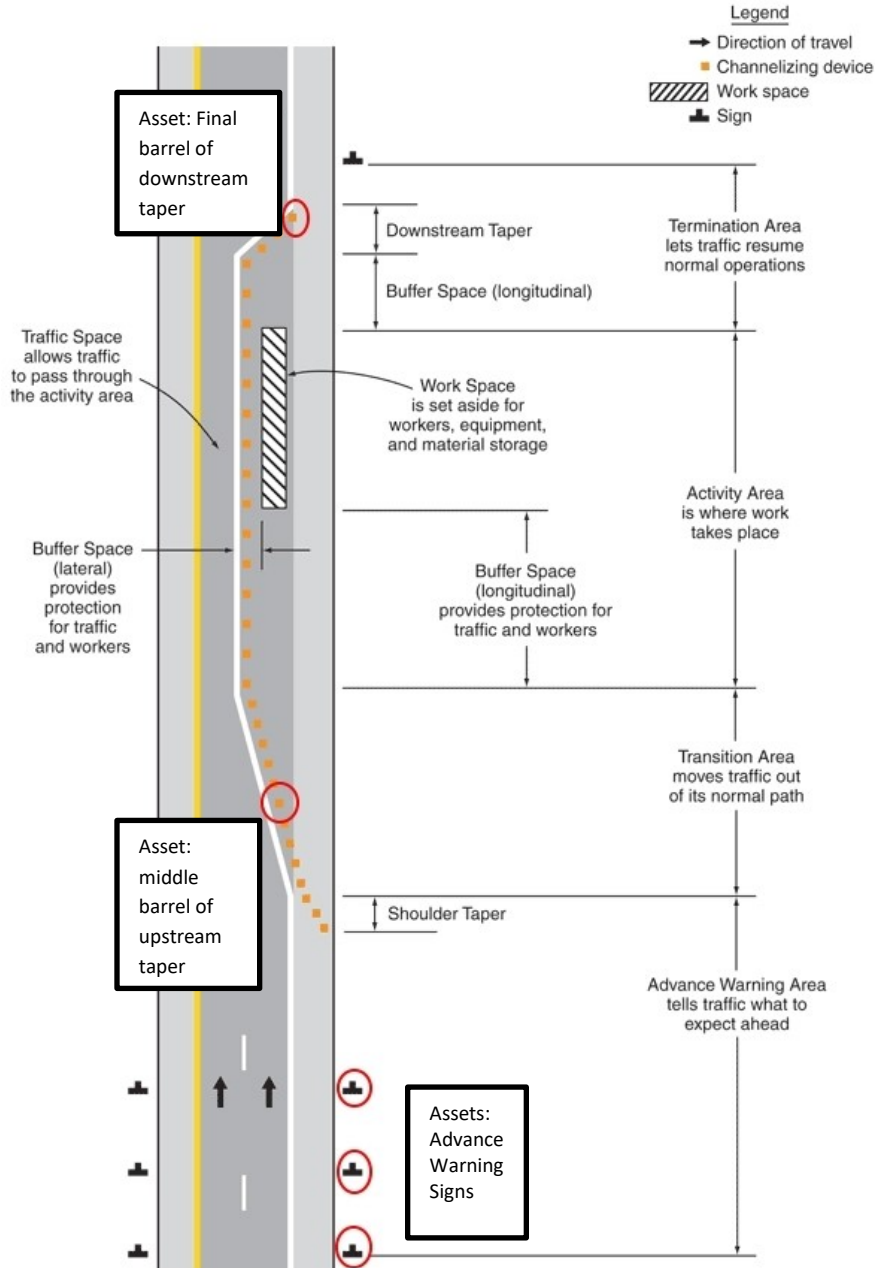 Legend
Direction of travel
Channelizing device
Work space
Sign
Asset: Final
barrel of
downstream
taper
Downstream Taper
Termination Area
lets traffic resume
normal operations
Buffer Space (longitudinal)
Traffic Space
allows traffic
to pass through
the activity area
Work Space
is set aside for
workers, equipment,
and material storage
Activity Area
is where work
takes place
Buffer Space
(lateral)
provides
protection
for traffic
and workers
Buffer Space
(longitudinal)
provides protection for
traffic and workers
Transition Area
moves traffic out
of its normal path
Asset:
middle
barrel of
upstream
taper
Shoulder Taper
Advance Warning Area
tells traffic what to
expect ahead
Assets:
Advance
Warning
Signs